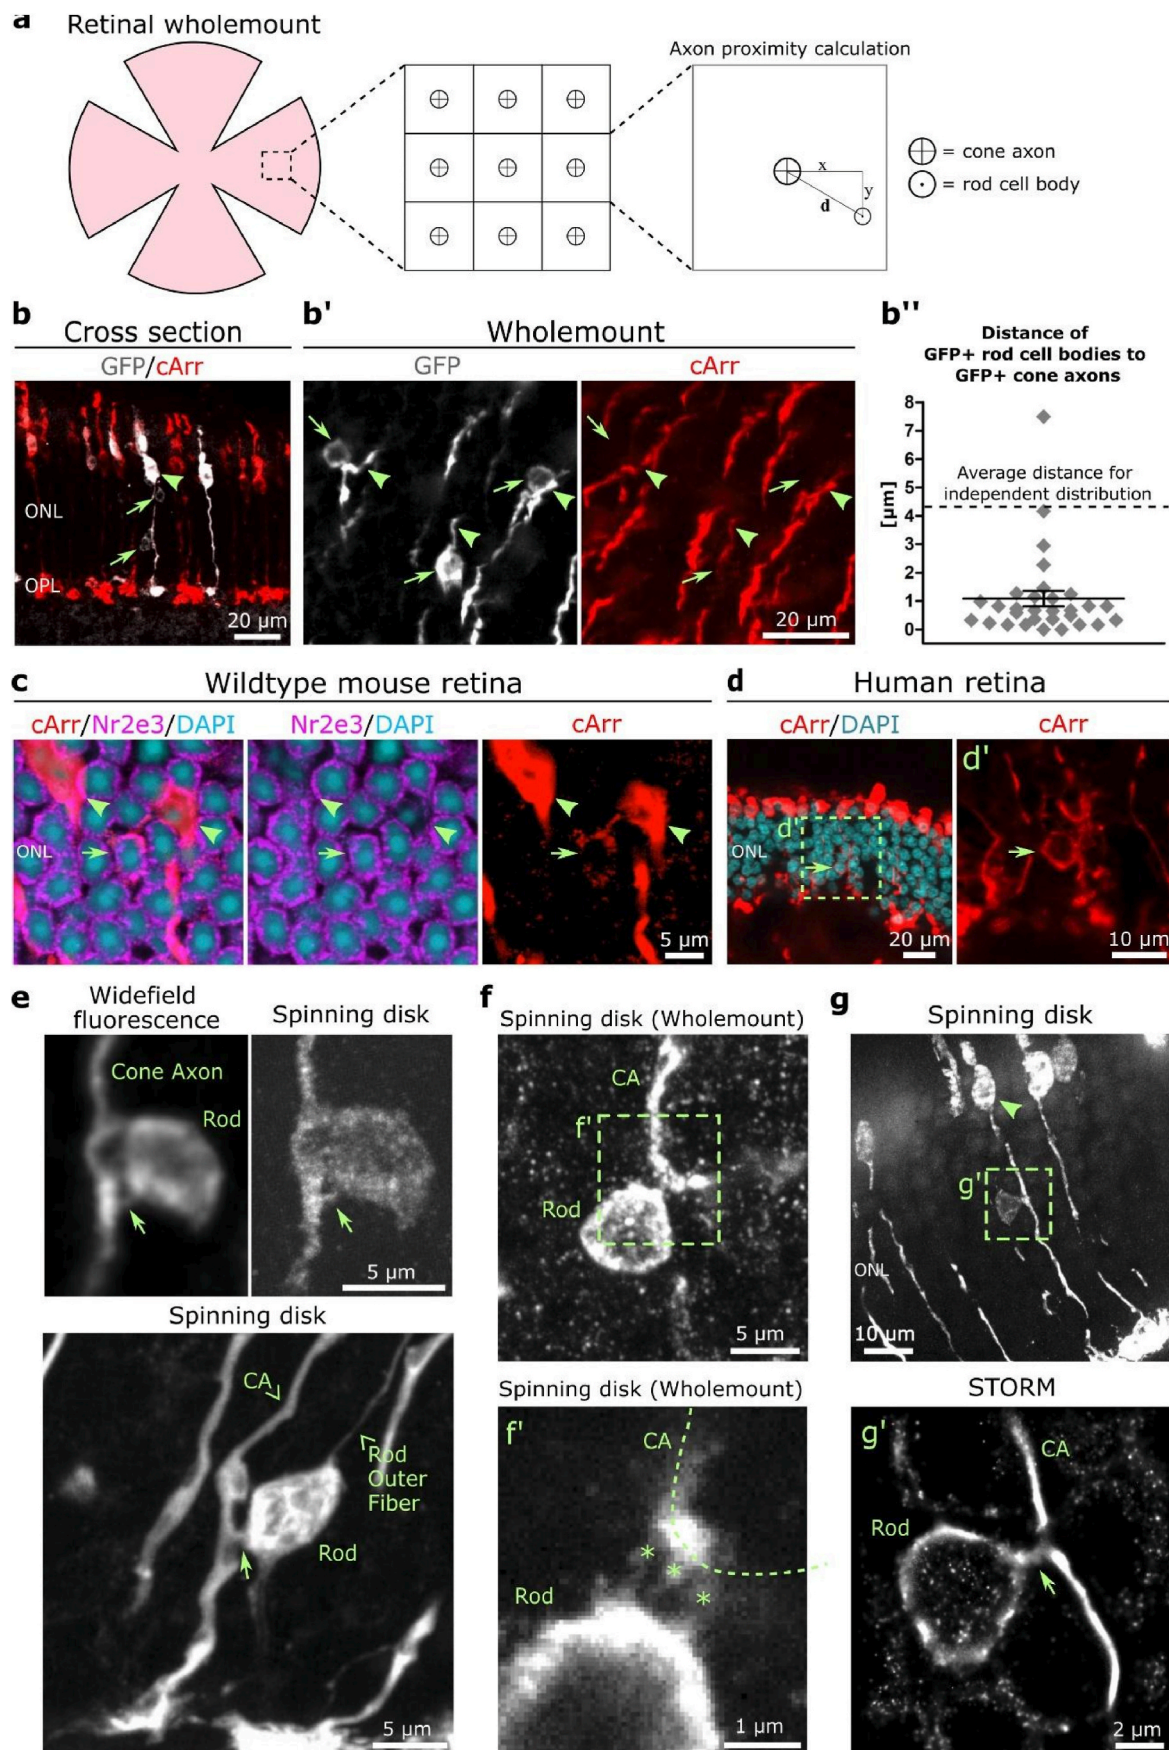 a
Retinal wholemount
Axon proximity calculation
x
y
d
= cone axon
= rod cell body
b
Cross section
GFP/cArr
ONL
OPL
20 µm
b'
Wholemount
GFP
cArr
20 µm
b''
Distance of
GFP+ rod cell bodies to
GFP+ cone axons
[µm]
8
7
6
5
4
3
2
1
0
Average distance for
independent distribution
c
Wildtype mouse retina
cArr/Nr2e3/DAPI
Nr2e3/DAPI
cArr
ONL
5 µm
d
Human retina
cArr/DAPI
cArr
d'
ONL
20 µm
d'
10 µm
e
Widefield
fluorescence
Spinning disk
Cone Axon
Rod
5 µm
Spinning disk
CA
Rod
Outer
Fiber
Rod
5 µm
f
Spinning disk (Wholemount)
CA
f'
Rod
5 µm
Spinning disk (Wholemount)
f'
CA
* * *
Rod
1 µm
g
Spinning disk
g'
ONL
10 µm
STORM
g'
CA
Rod
2 µm